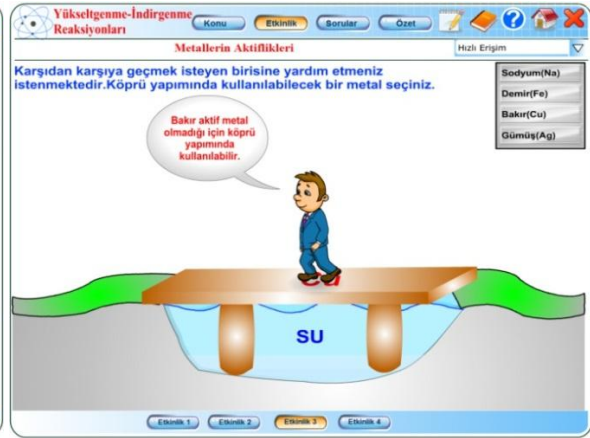 Yükseltgenme-İndirgenme
Reaksiyonları
Konu
Etkinlik
Sorular
Özet
Metallerin Aktiflikleri
Hızlı Erişim
Karşıdan karşıya geçmek isteyen birisine yardım etmeniz
istenmektedir.Köprü yapımında kullanılabilecek bir metal seçiniz.
Sodyum(Na)
Demir(Fe)
Bakır(Cu)
Gümüş(Ag)
Bakır aktif metal
olmadığı için köprü
yapımında
kullanılabilir.
Cu
SU
Etkinlik 1
Etkinlik 2
Etkinlik 3
Etkinlik 4